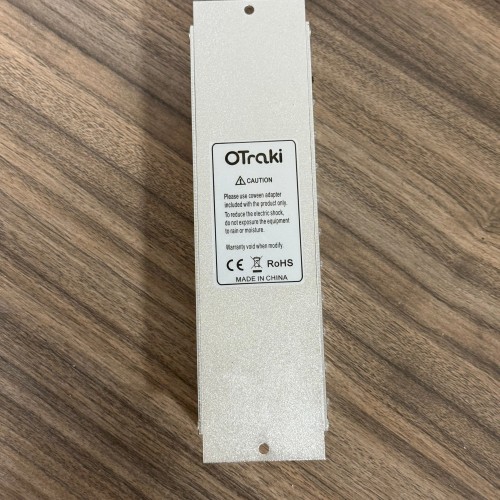 OTraki
CAUTION
Please use coween adapter
included with the product only.
To reduce the electric shock,
do not exposure the equipment
to rain or moisture.
Warranty void when modify.
CE RoHS
MADE IN CHINA